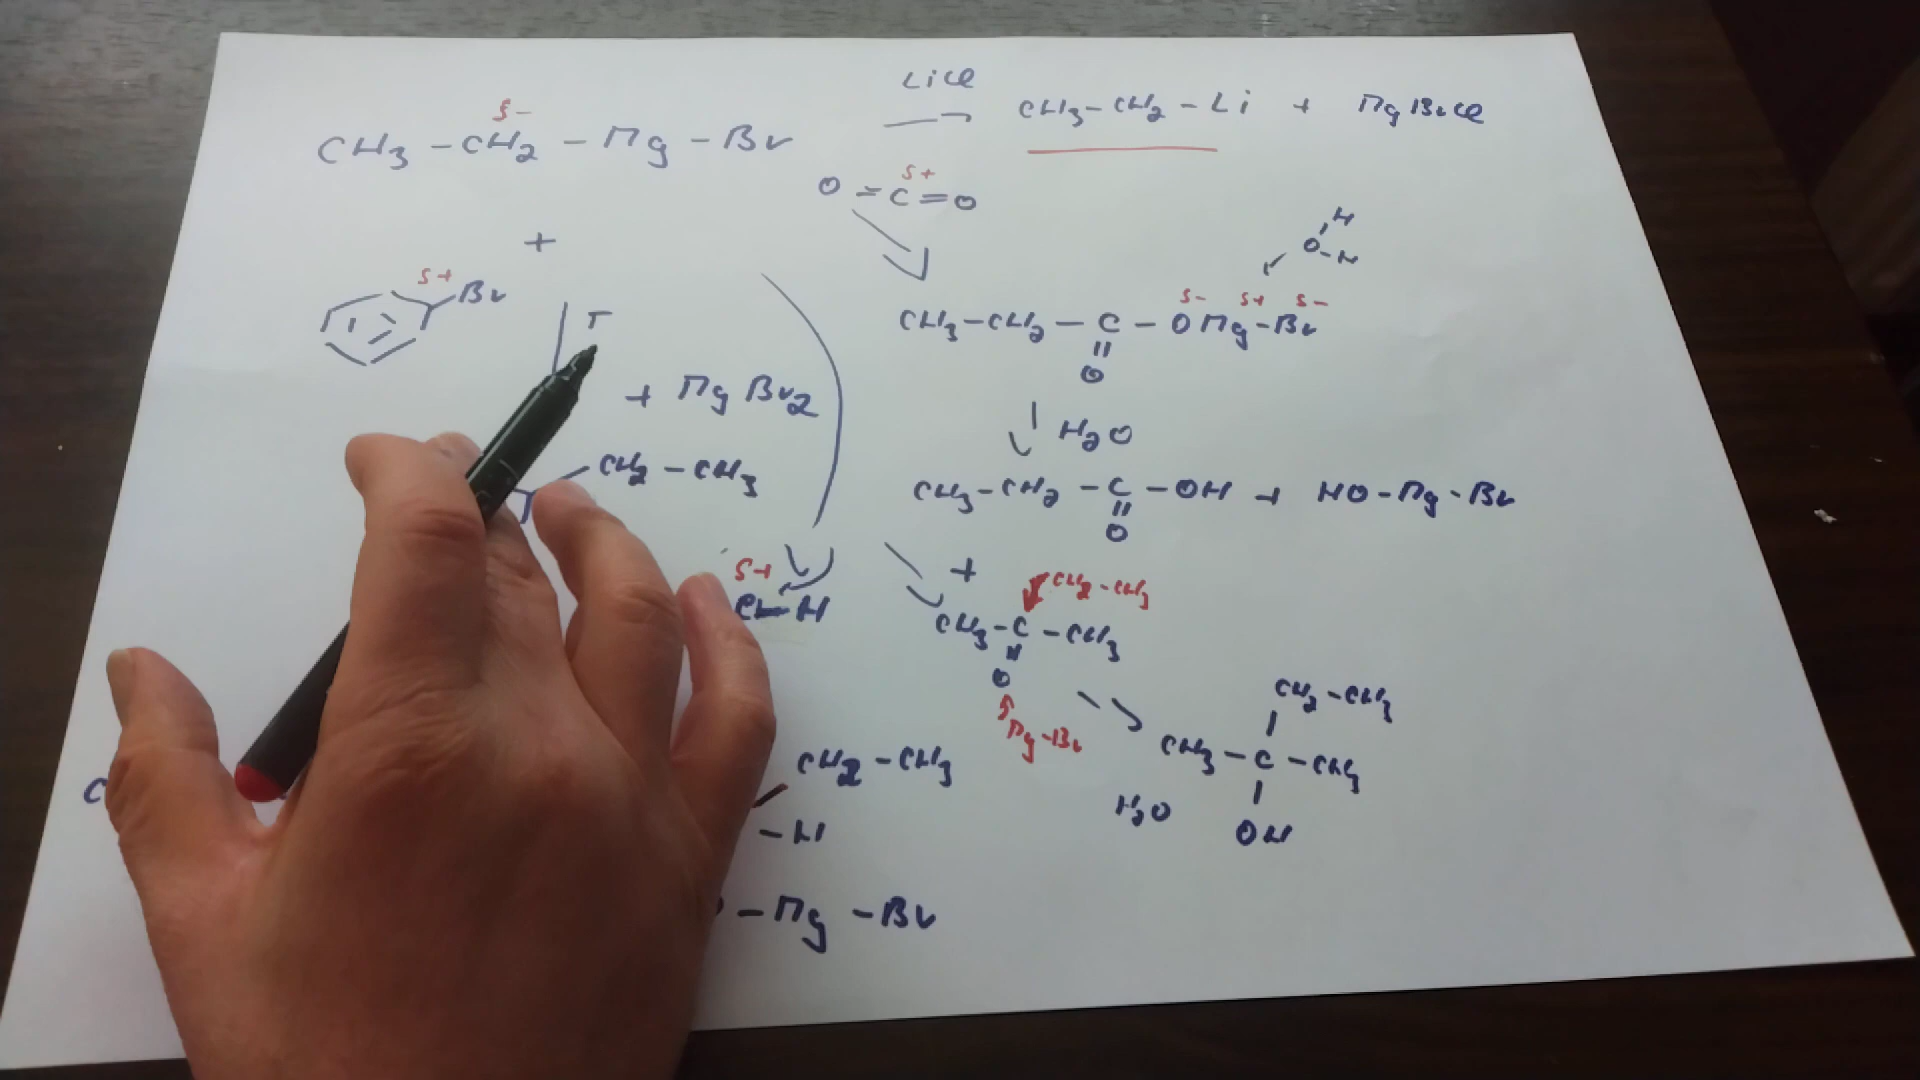 LiCl
CH3-CH2-Mg-Br → CH3-CH2-Li + MgBrCl
δ-
O=C=O
δ+
+
Br
δ+
T
+ MgBr2
CH2-CH3
H
O-H
CH3-CH2-C-OMg-Br
δ- δ+ δ-
O
H2O
CH3-CH2-C-OH + HO-Mg-Br
O
δ+
C-H
+
CH2-CH3
CH3-C-CH3
O
Mg-Br
CH2-CH3
CH3-C-CH3
OH
H2O
C
CH2-CH3
-H
-Mg-Br